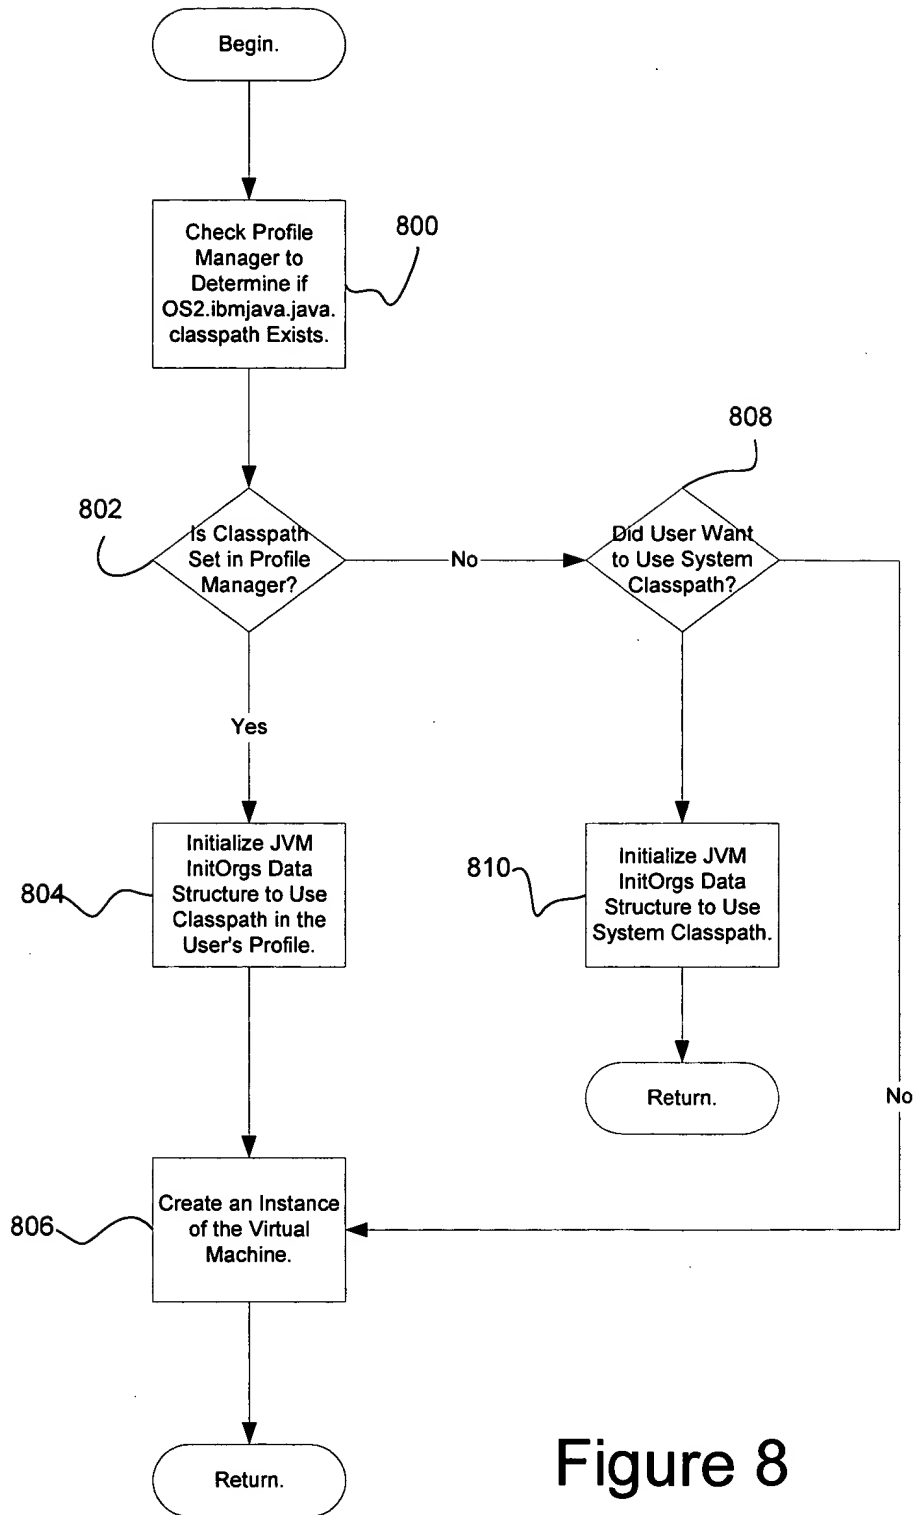 Begin.
Check Profile
Manager to
Determine if
OS2.ibmjava.java.
classpath Exists.
800
808
802
Is Classpath
Set in Profile
Manager?
No
Did User Want
to Use System
Classpath?
Yes
Initialize JVM
InitOrgs Data
Structure to Use
Classpath in the
User's Profile.
804
810
Initialize JVM
InitOrgs Data
Structure to Use
System Classpath.
Return.
No
Create an Instance
of the Virtual
Machine.
806
Return.
Figure 8